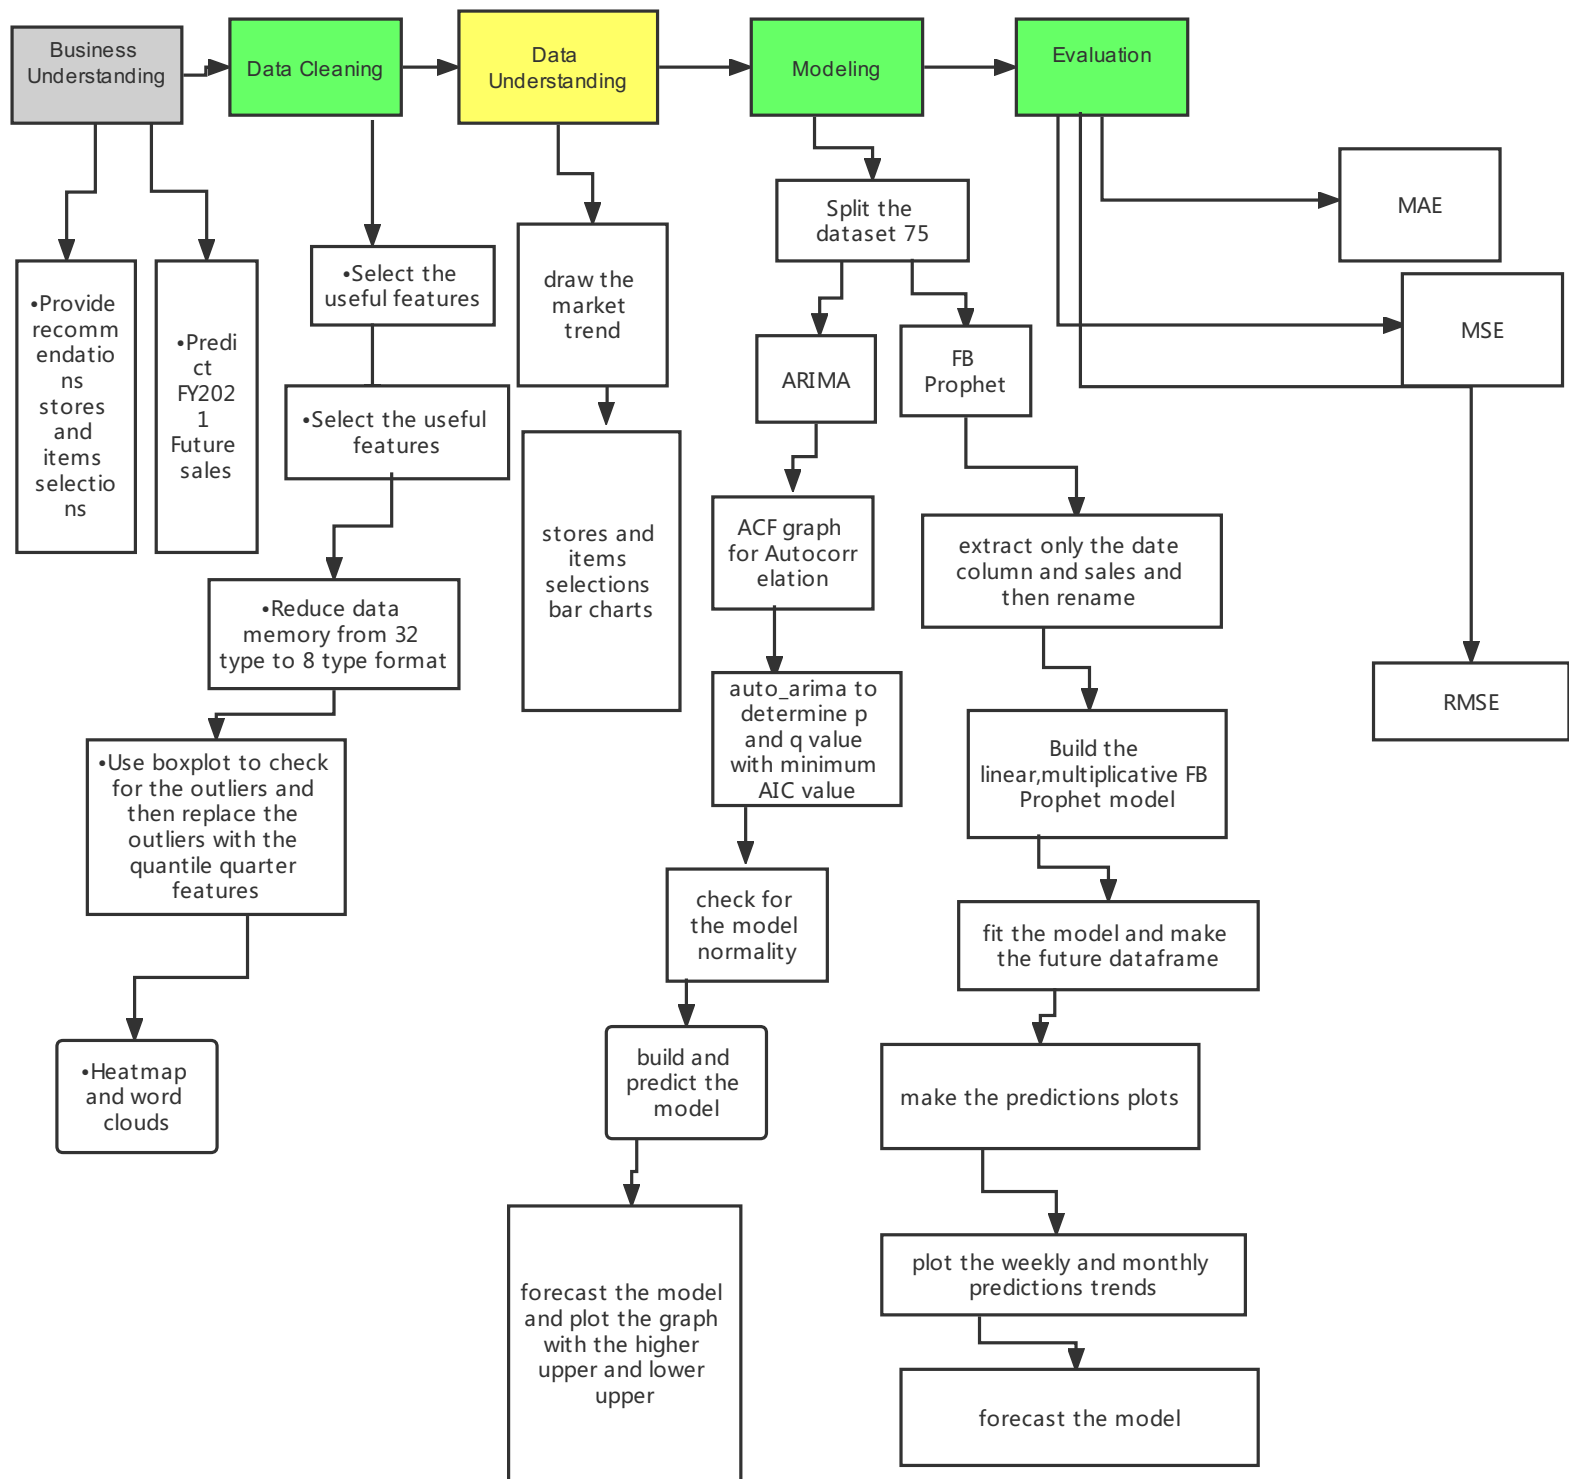 Business
Understanding
Data Cleaning
Data
Understanding
Modeling
Evaluation
•Provide
recomm
endatio
ns
stores
and
items
selectio
ns
•Predi
ct
FY202
1
Future
sales
•Select the
useful features
•Select the useful
features
•Reduce data
memory from 32
type to 8 type format
•Use boxplot to check
for the outliers and
then replace the
outliers with the
quantile quarter
features
•Heatmap
and word
clouds
draw the
market
trend
stores and
items
selections
bar charts
Split the
dataset 75
ARIMA
ACF graph
for Autocorr
elation
auto_arima to
determine p
and q value
with minimum
AIC value
check for
the model
normality
build and
predict the
model
forecast the model
and plot the graph
with the higher
upper and lower
upper
FB
Prophet
extract only the date
column and sales and
then rename
Build the
linear,multiplicative FB
Prophet model
fit the model and make
the future dataframe
make the predictions plots
plot the weekly and monthly
predictions trends
forecast the model
MAE
MSE
RMSE